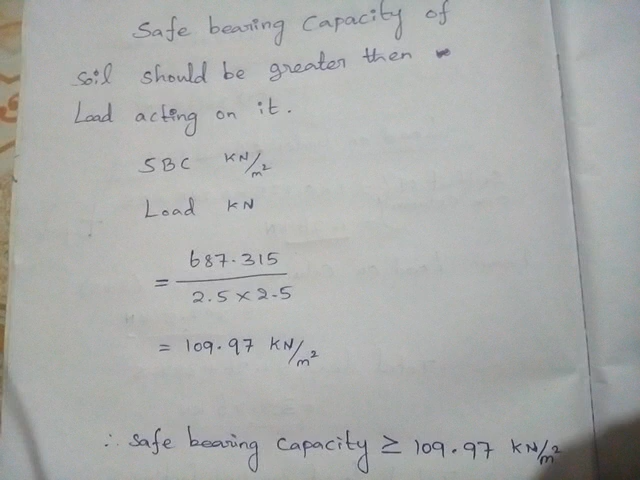 Safe bearing Capacity of
Soil should be greater then
Load acting on it.
SBC KN/m²
Load KN
= 687.315 / 2.5 × 2.5
= 109.97 KN/m²
∴ Safe bearing Capacity ≥ 109.97 KN/m²